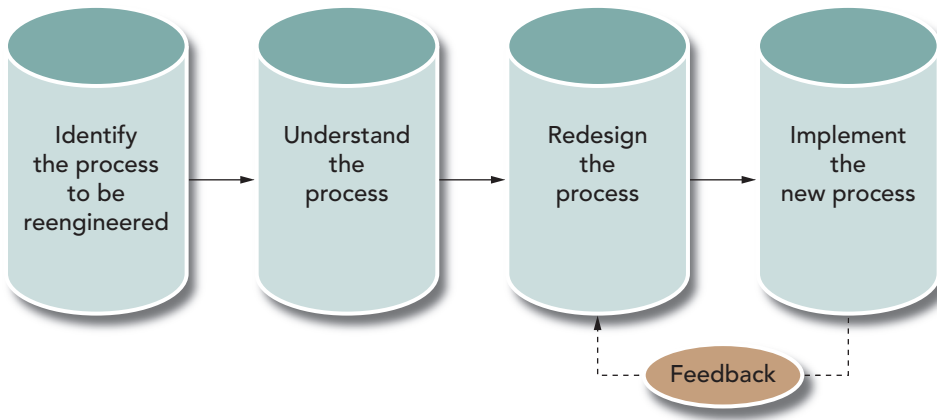 Identify
the process
to be
reengineered
Understand
the
process
Redesign
the
process
Implement
the
new process
Feedback